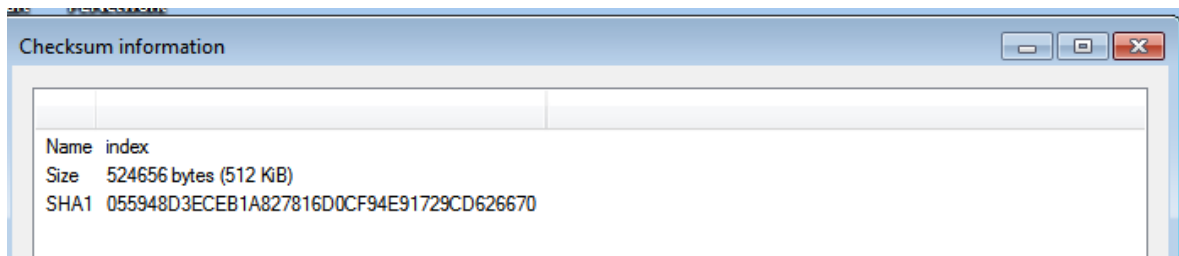 Checksum information
Name index
Size 524656 bytes (512 KiB)
SHA1 055948D3ECEB1A827816D0CF94E91729CD626670